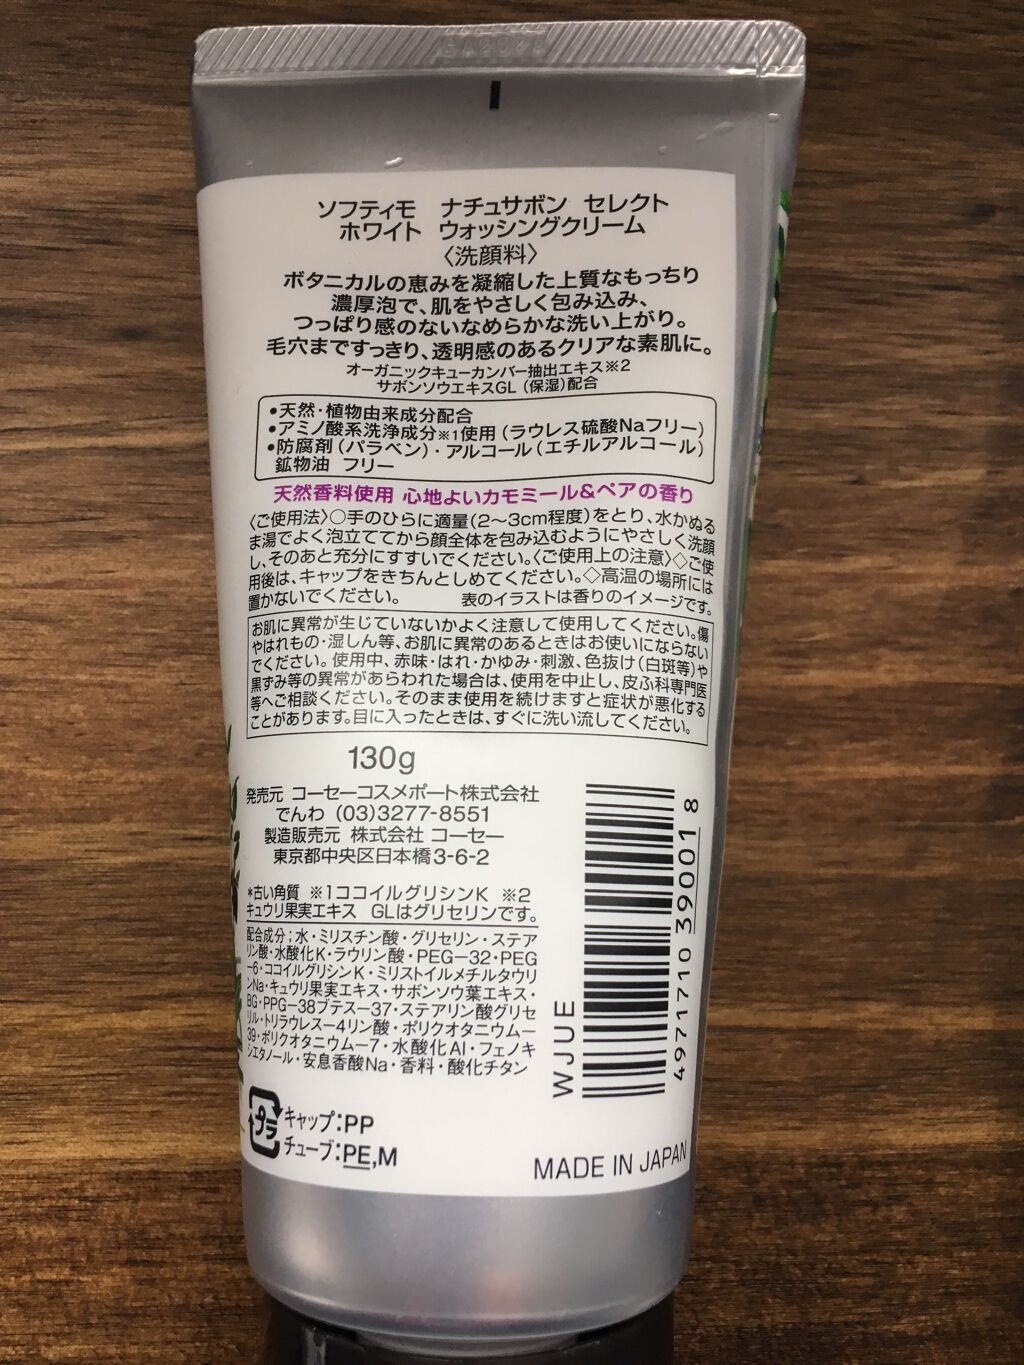 ソフティモ ナチュサボン セレクト
ホワイト ウォッシングクリーム
〈洗顔料〉
ボタニカルの恵みを凝縮した上質なもっちり
濃厚泡で、肌をやさしく包み込み、
つっぱり感のないなめらかな洗い上がり。
毛穴まですっきり、透明感のあるクリアな素肌に。
オーガニックキューカンバー抽出エキス※2
サボンソウエキスGL（保湿）配合
•天然・植物由来成分配合
•アミノ酸系洗浄成分※1使用（ラウレス硫酸Naフリー）
•防腐剤（パラベン）・アルコール（エチルアルコール）
鉱物油 フリー
天然香料使用 心地よいカモミール&ペアの香り
〈ご使用法〉○手のひらに適量（2〜3cm程度）をとり、水かぬる
ま湯でよく泡立ててから顔全体を包み込むようにやさしく洗顔
し、そのあと充分にすすいでください。〈ご使用上の注意〉◇ご使
用後は、キャップをきちんとしめてください。◇高温の場所には
置かないでください。 表のイラストは香りのイメージです。
お肌に異常が生じていないかよく注意して使用してください。傷
やはれもの・湿しん等、お肌に異常のあるときはお使いにならない
でください。使用中、赤味・はれ・かゆみ・刺激、色抜け（白斑等）や
黒ずみ等の異常があらわれた場合は、使用を中止し、皮ふ科専門医
等へご相談ください。そのまま使用を続けますと症状が悪化する
ことがあります。目に入ったときは、すぐに洗い流してください。
130g
発売元 コーセーコスメポート株式会社
でんわ （03）3277-8551
製造販売元 株式会社 コーセー
東京都中央区日本橋3-6-2
*古い角質 ※1ココイルグリシンK ※2
キュウリ果実エキス GLはグリセリンです。
配合成分；水・ミリスチン酸・グリセリン・ステア
リン酸・水酸化K・ラウリン酸・PEG−32・PEG
−6・ココイルグリシンK・ミリストイルメチルタウリ
ンNa・キュウリ果実エキス・サボンソウ葉エキス・
BG・PPG−38ブテス−37・ステアリン酸グリセ
リル・トリラウレス−4リン酸・ポリクオタニウム−
39・ポリクオタニウム−7・水酸化Al・フェノキ
シエタノール・安息香酸Na・香料・酸化チタン
WJUE
4 971710 390018
プラ
キャップ：PP
チューブ：PE,M
MADE IN JAPAN